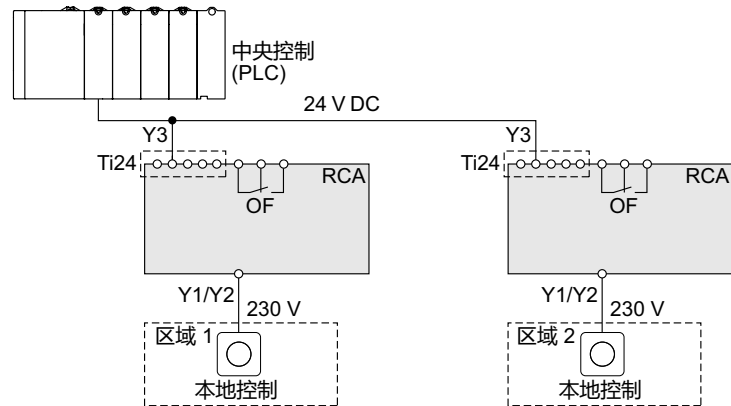 中央控制
(PLC)
24 V DC
Y3
Y3
Ti24
RCA
Ti24
RCA
OF
OF
Y1/Y2
230 V
Y1/Y2
230 V
区域 1
区域 2
本地控制
本地控制